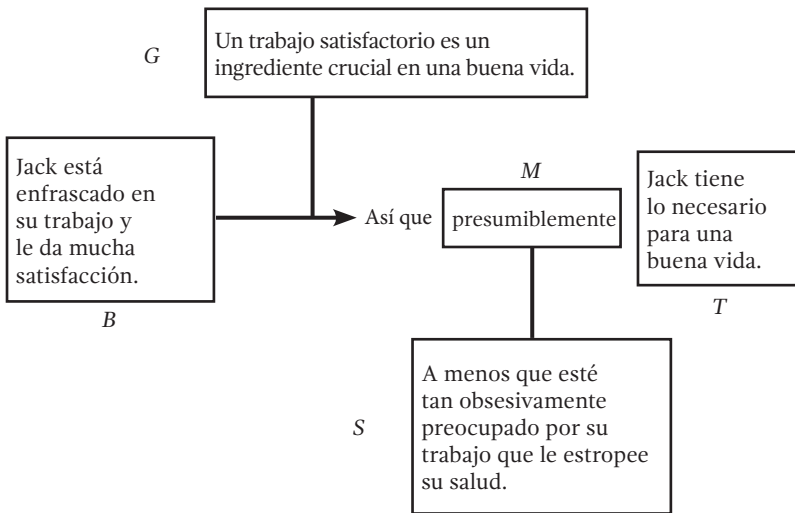 G
Un trabajo satisfactorio es un
ingrediente crucial en una buena vida.
Jack está
enfrascado en
su trabajo y
le da mucha
satisfacción.
B
Así que
M
presumiblemente
Jack tiene
lo necesario
para una
buena vida.
T
S
A menos que esté
tan obsesivamente
preocupado por su
trabajo que le estropee
su salud.